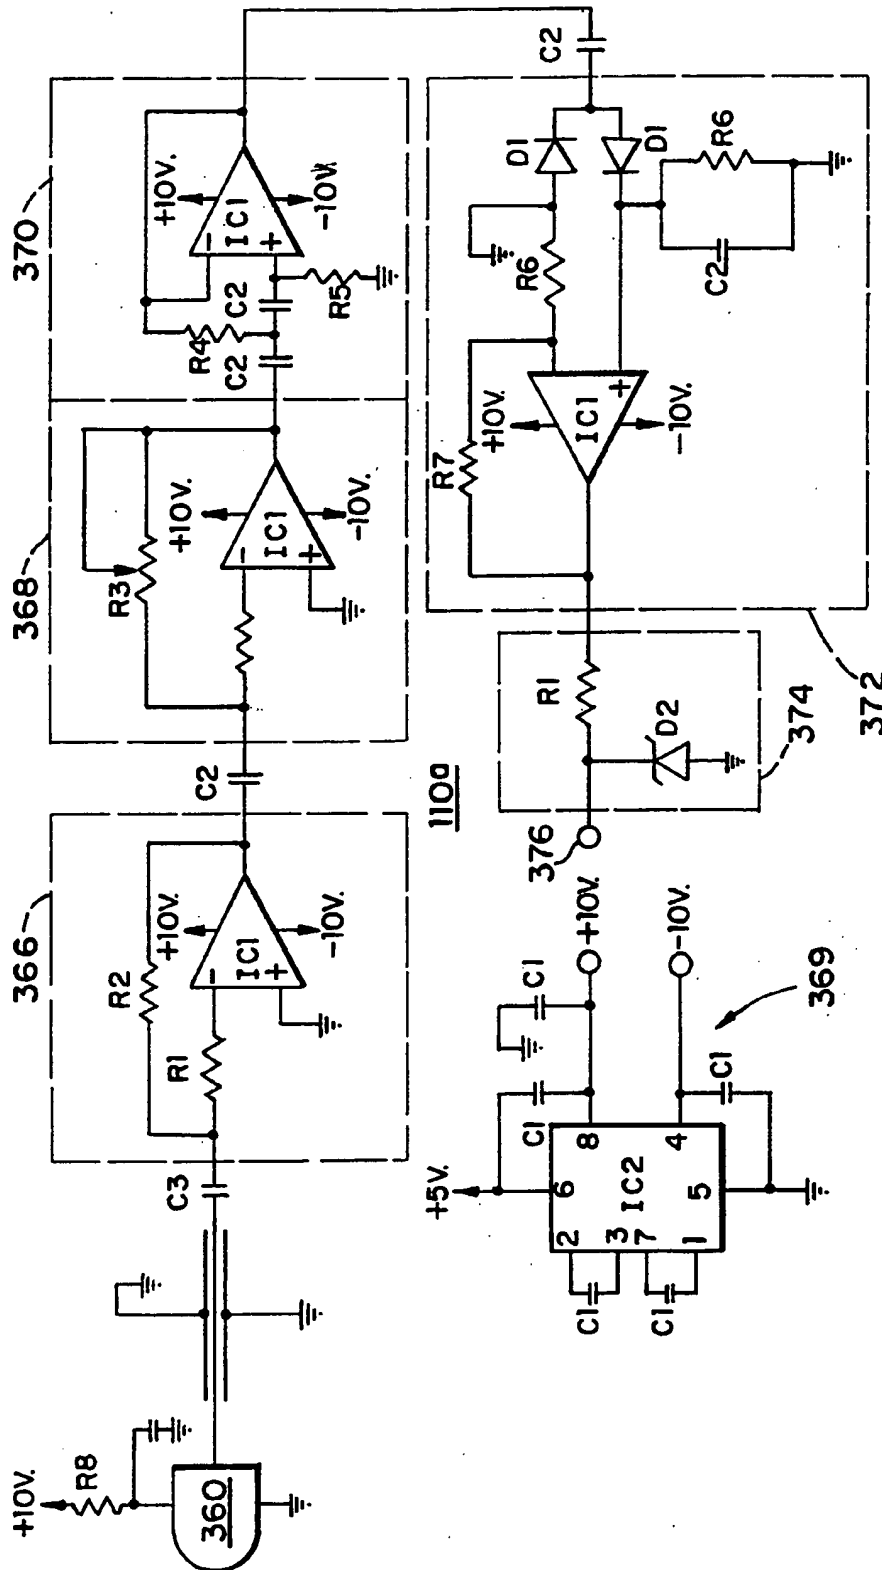 +10V.
R8
360
C3
366
R2
R1
+10V.
-10V.
IC1
-
+
C2
368
R3
+10V.
-10V.
IC1
-
+
370
R4
C2
C2
R5
+10V.
-10V.
IC1
-
+
110a
C2
D1
D1
R6
R6
C2
R7
+10V.
-10V.
IC1
+
372
R1
D2
374
376
+5V.
C1
C1
+10V.
-10V.
C1
C1
C1
IC2
2
3
7
1
6
5
8
4
369